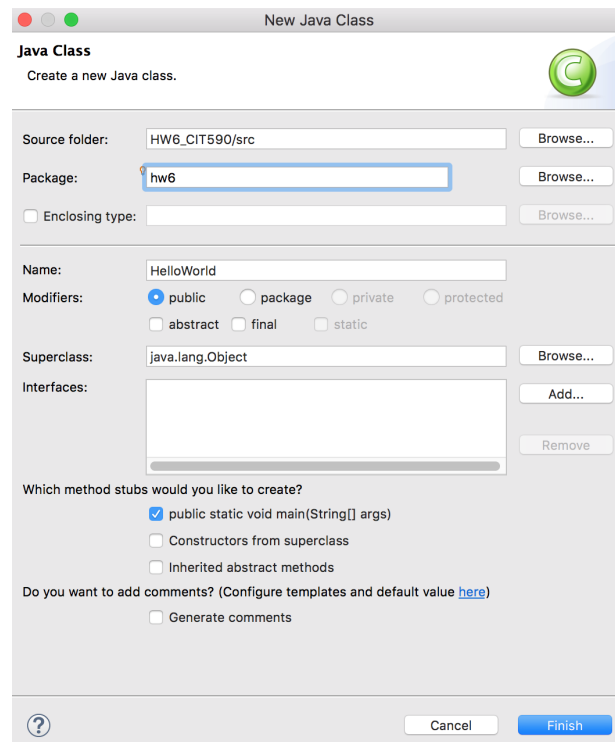 New Java Class
Java Class
Create a new Java class.
Source folder: HW6_CIT590/src Browse...
Package: hw6 Browse...
Enclosing type: Browse...
Name: HelloWorld
Modifiers: public package private protected
abstract final static
Superclass: java.lang.Object Browse...
Interfaces: Add...
Remove
Which method stubs would you like to create?
public static void main(String[] args)
Constructors from superclass
Inherited abstract methods
Do you want to add comments? (Configure templates and default value here)
Generate comments
? Cancel Finish